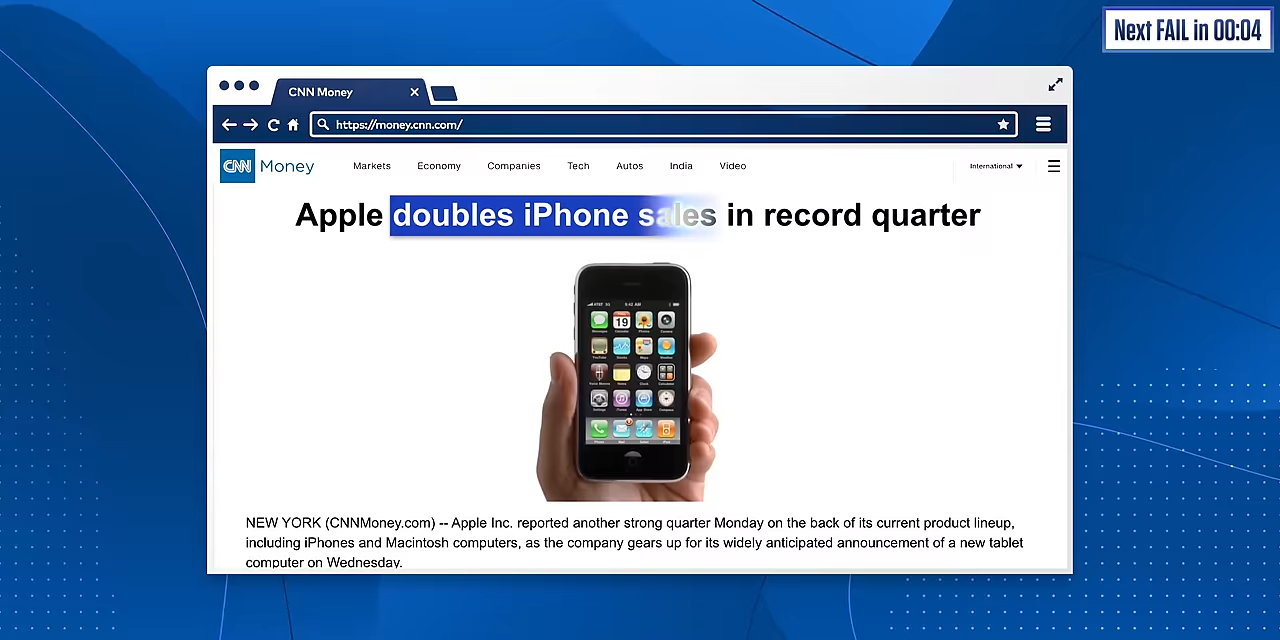 Next FAIL in 00:04
CNN Money
https://money.cnn.com/
CNN Money
Markets Economy Companies Tech Autos India Video
International
Apple doubles iPhone sales in record quarter
19
NEW YORK (CNNMoney.com) -- Apple Inc. reported another strong quarter Monday on the back of its current product lineup,
including iPhones and Macintosh computers, as the company gears up for its widely anticipated announcement of a new tablet
computer on Wednesday.